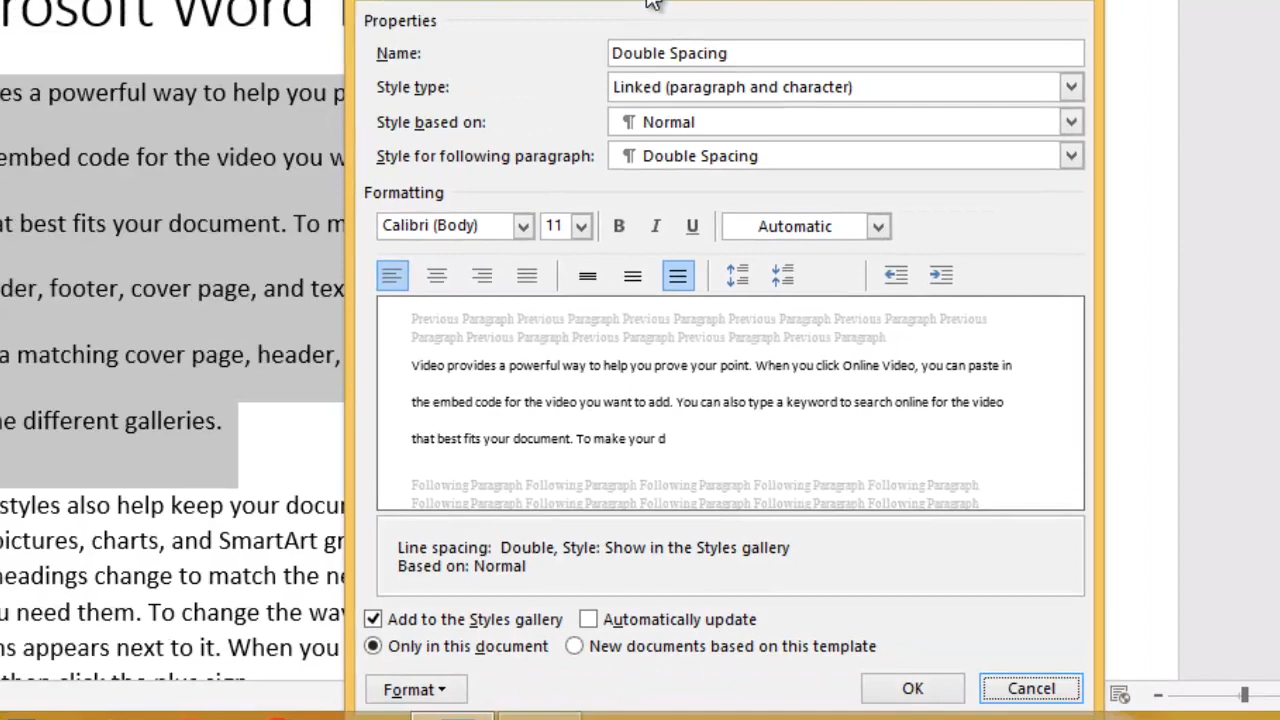 rosoft Word
Properties
Name: Double Spacing
Style type: Linked (paragraph and character)
Style based on: ¶ Normal
Style for following paragraph: ¶ Double Spacing
Formatting
Calibri (Body) 11 B I U Automatic
Previous Paragraph Previous Paragraph Previous Paragraph Previous Paragraph Previous Paragraph Previous
Paragraph Previous Paragraph Previous Paragraph Previous Paragraph Previous Paragraph
Video provides a powerful way to help you prove your point. When you click Online Video, you can paste in
the embed code for the video you want to add. You can also type a keyword to search online for the video
that best fits your document. To make your d
Following Paragraph Following Paragraph Following Paragraph Following Paragraph Following Paragraph
Following Paragraph Following Paragraph Following Paragraph Following Paragraph Following Paragraph
Line spacing: Double, Style: Show in the Styles gallery
Based on: Normal
Add to the Styles gallery Automatically update
Only in this document New documents based on this template
Format OK Cancel
es a powerful way to help you p
embed code for the video you w
at best fits your document. To m
der, footer, cover page, and tex
a matching cover page, header,
e different galleries.
styles also help keep your docu
pictures, charts, and SmartArt gr
headings change to match the ne
u need them. To change the way
ns appears next to it. When you
then click the plus sign.